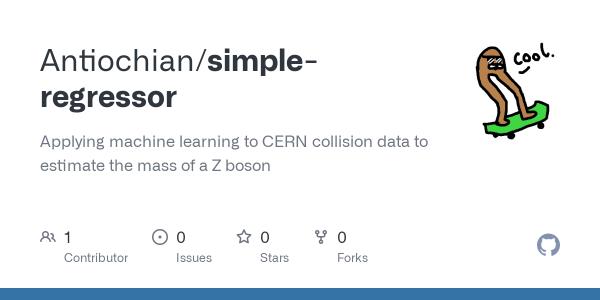 Antiochian/simple-
regressor
cool.
Applying machine learning to CERN collision data to
estimate the mass of a Z boson
1 0 0 0
Contributor Issues Stars Forks